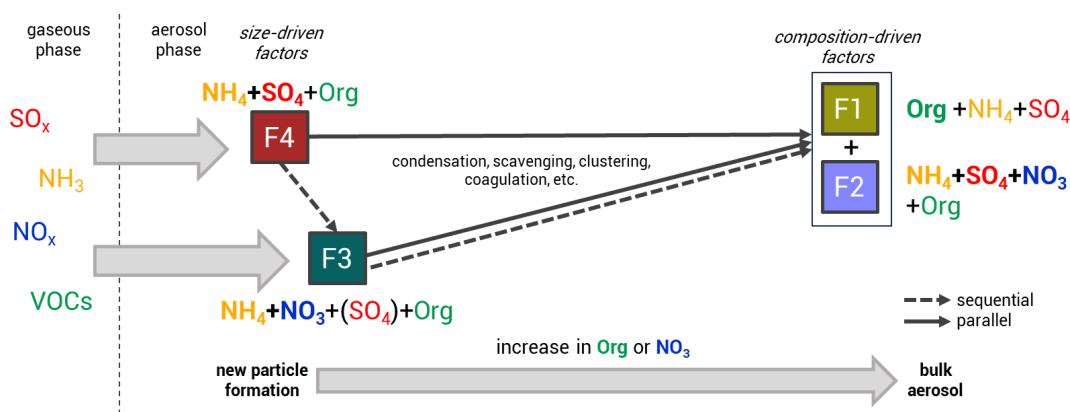 gaseous
phase
aerosol
phase
size-driven
factors
composition-driven
factors
NH₄+SO₄+Org
SOₓ
F4
F1
Org +NH₄+SO₄
condensation, scavenging, clustering,
coagulation, etc.
+
NH₃
F2
NH₄+SO₄+NO₃
+Org
NOₓ
F3
VOCs
NH₄+NO₃+(SO₄)+Org
sequential
parallel
increase in Org or NO₃
new particle
formation
bulk
aerosol